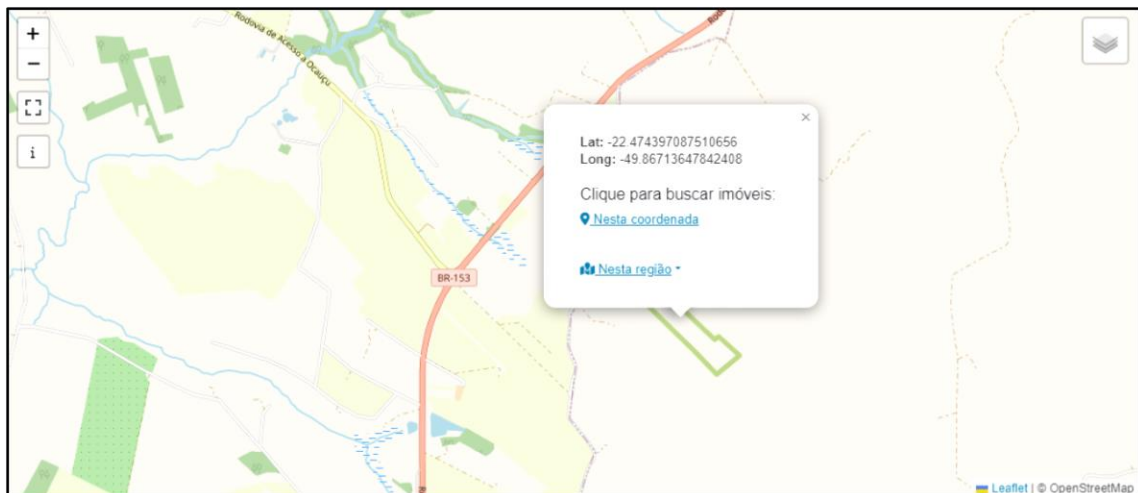 +
−
i
Rodovia de Acesso a Ocauçu
BR-153
×
Lat: -22.474397087510656
Long: -49.86713647842408
Clique para buscar imóveis:
Nesta coordenada
Nesta região
Leaflet | © OpenStreetMap